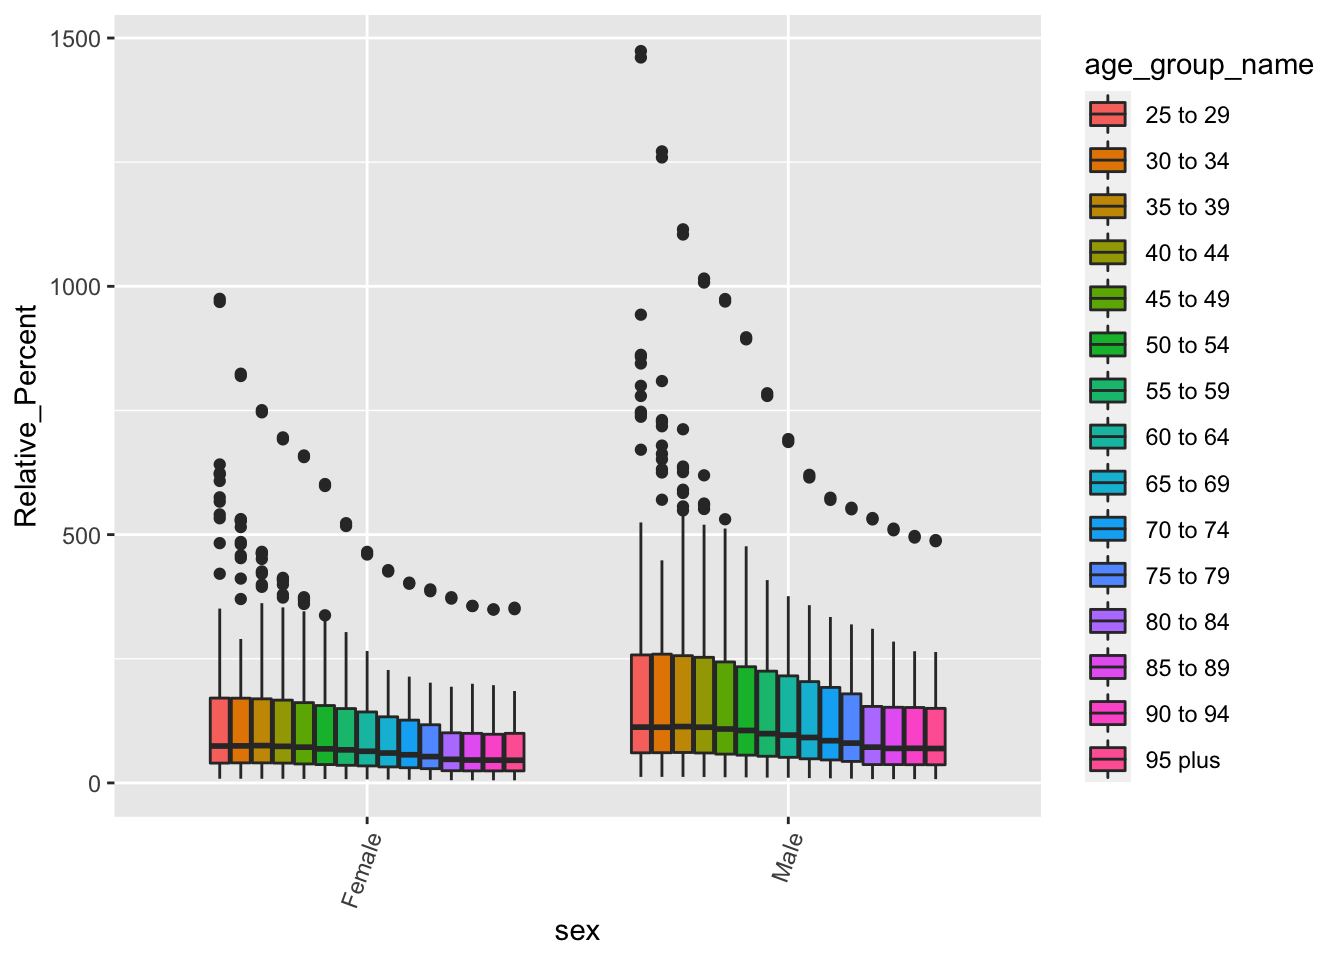 1500
1000
500
0
Relative_Percent
Female
Male
sex
age_group_name
25 to 29
30 to 34
35 to 39
40 to 44
45 to 49
50 to 54
55 to 59
60 to 64
65 to 69
70 to 74
75 to 79
80 to 84
85 to 89
90 to 94
95 plus